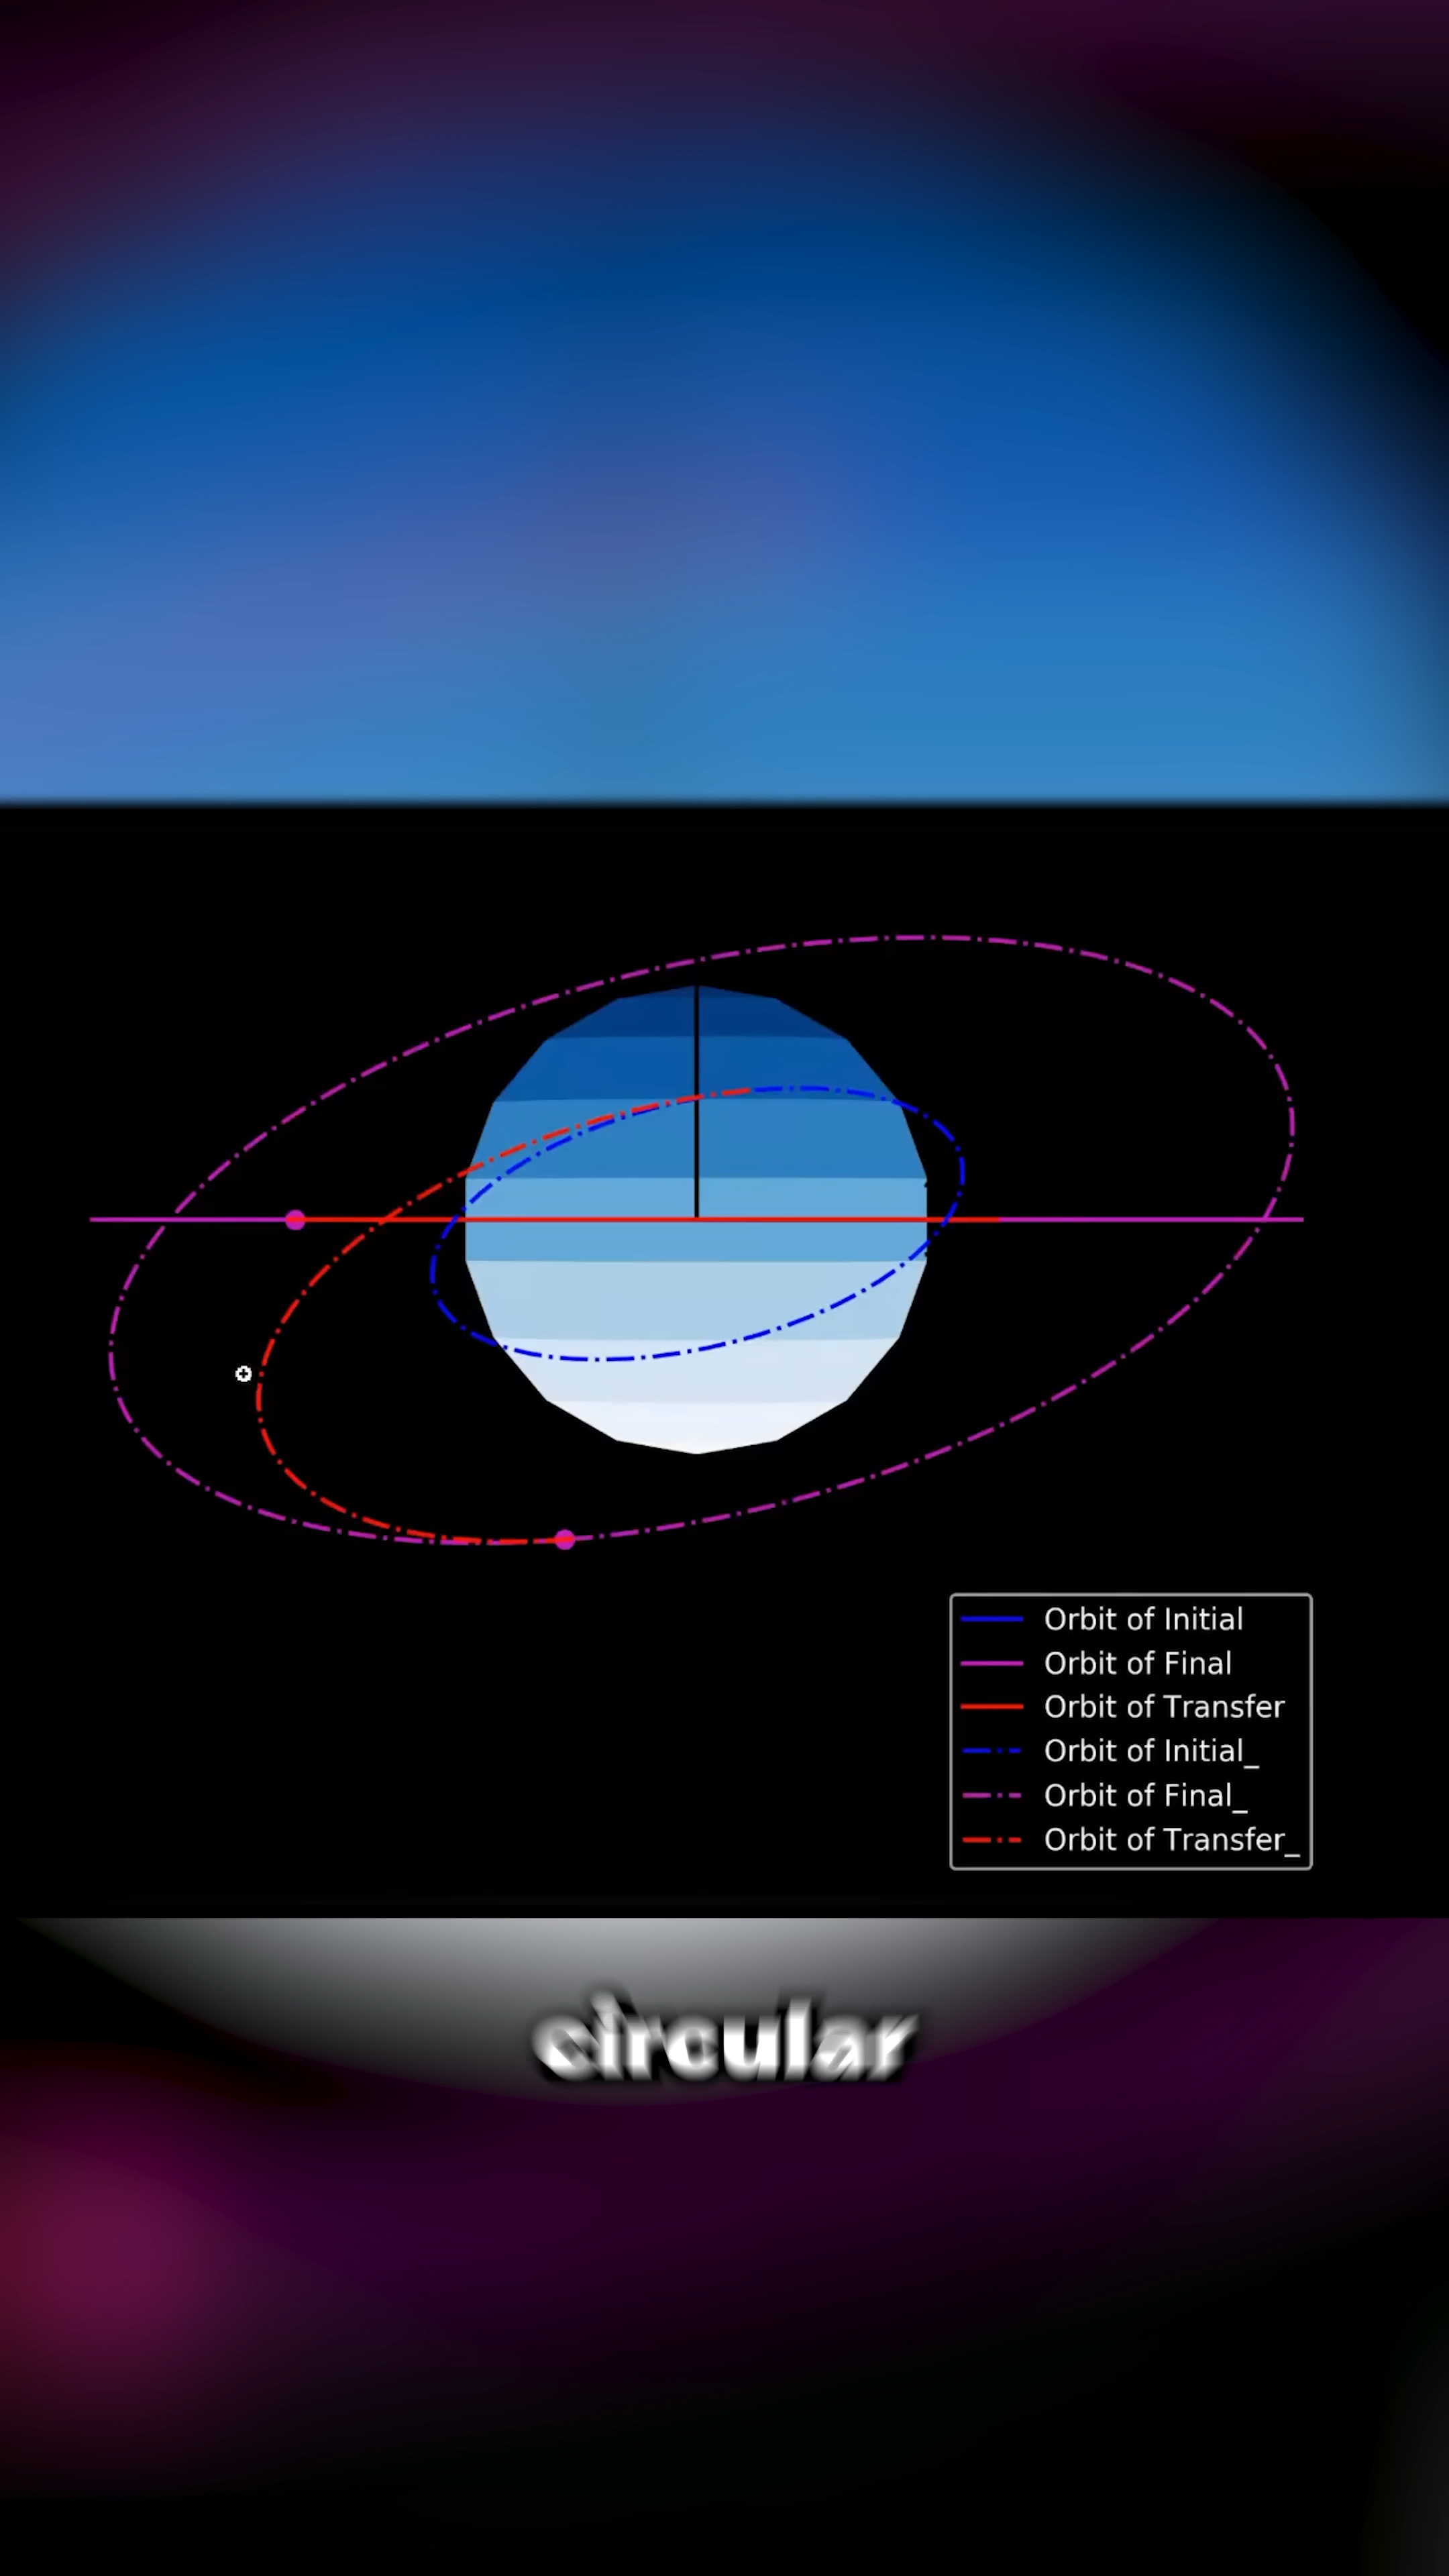 Orbit of Initial
Orbit of Final
Orbit of Transfer
Orbit of Initial_
Orbit of Final_
Orbit of Transfer_
circular